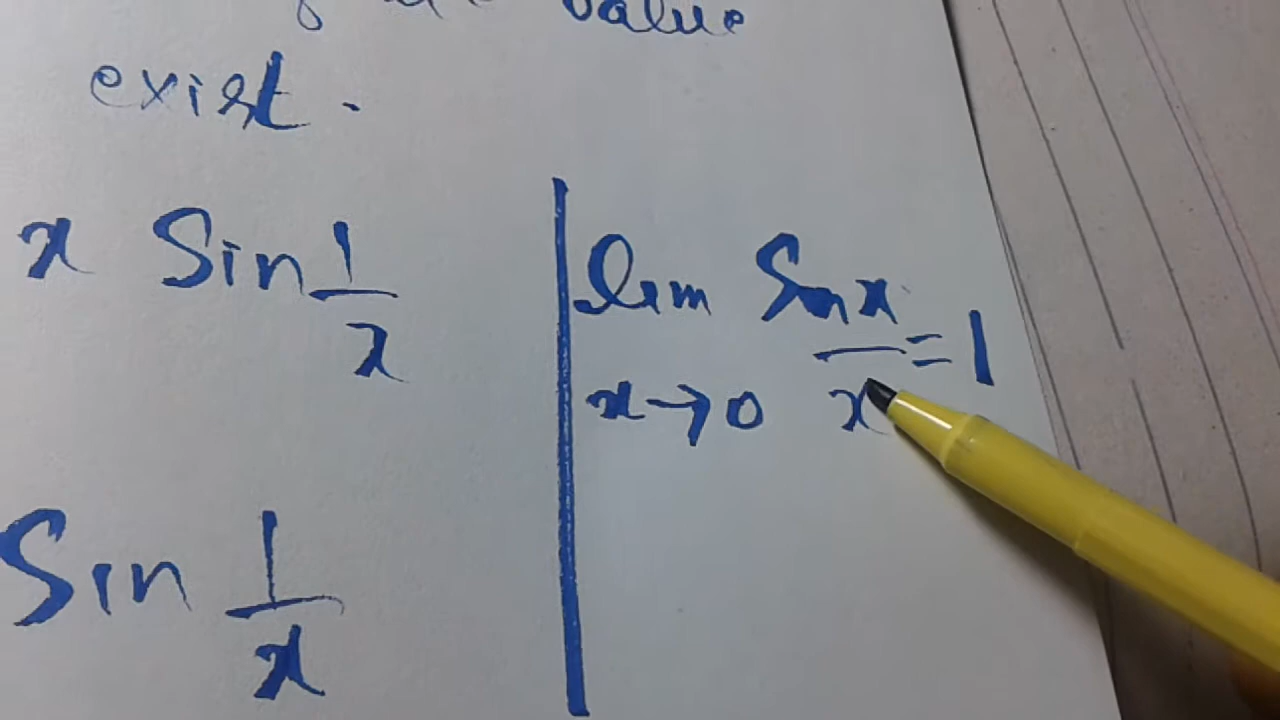 value
exist.
x Sin 1/x
lim Sin x/x = 1
x→0
Sin 1/x